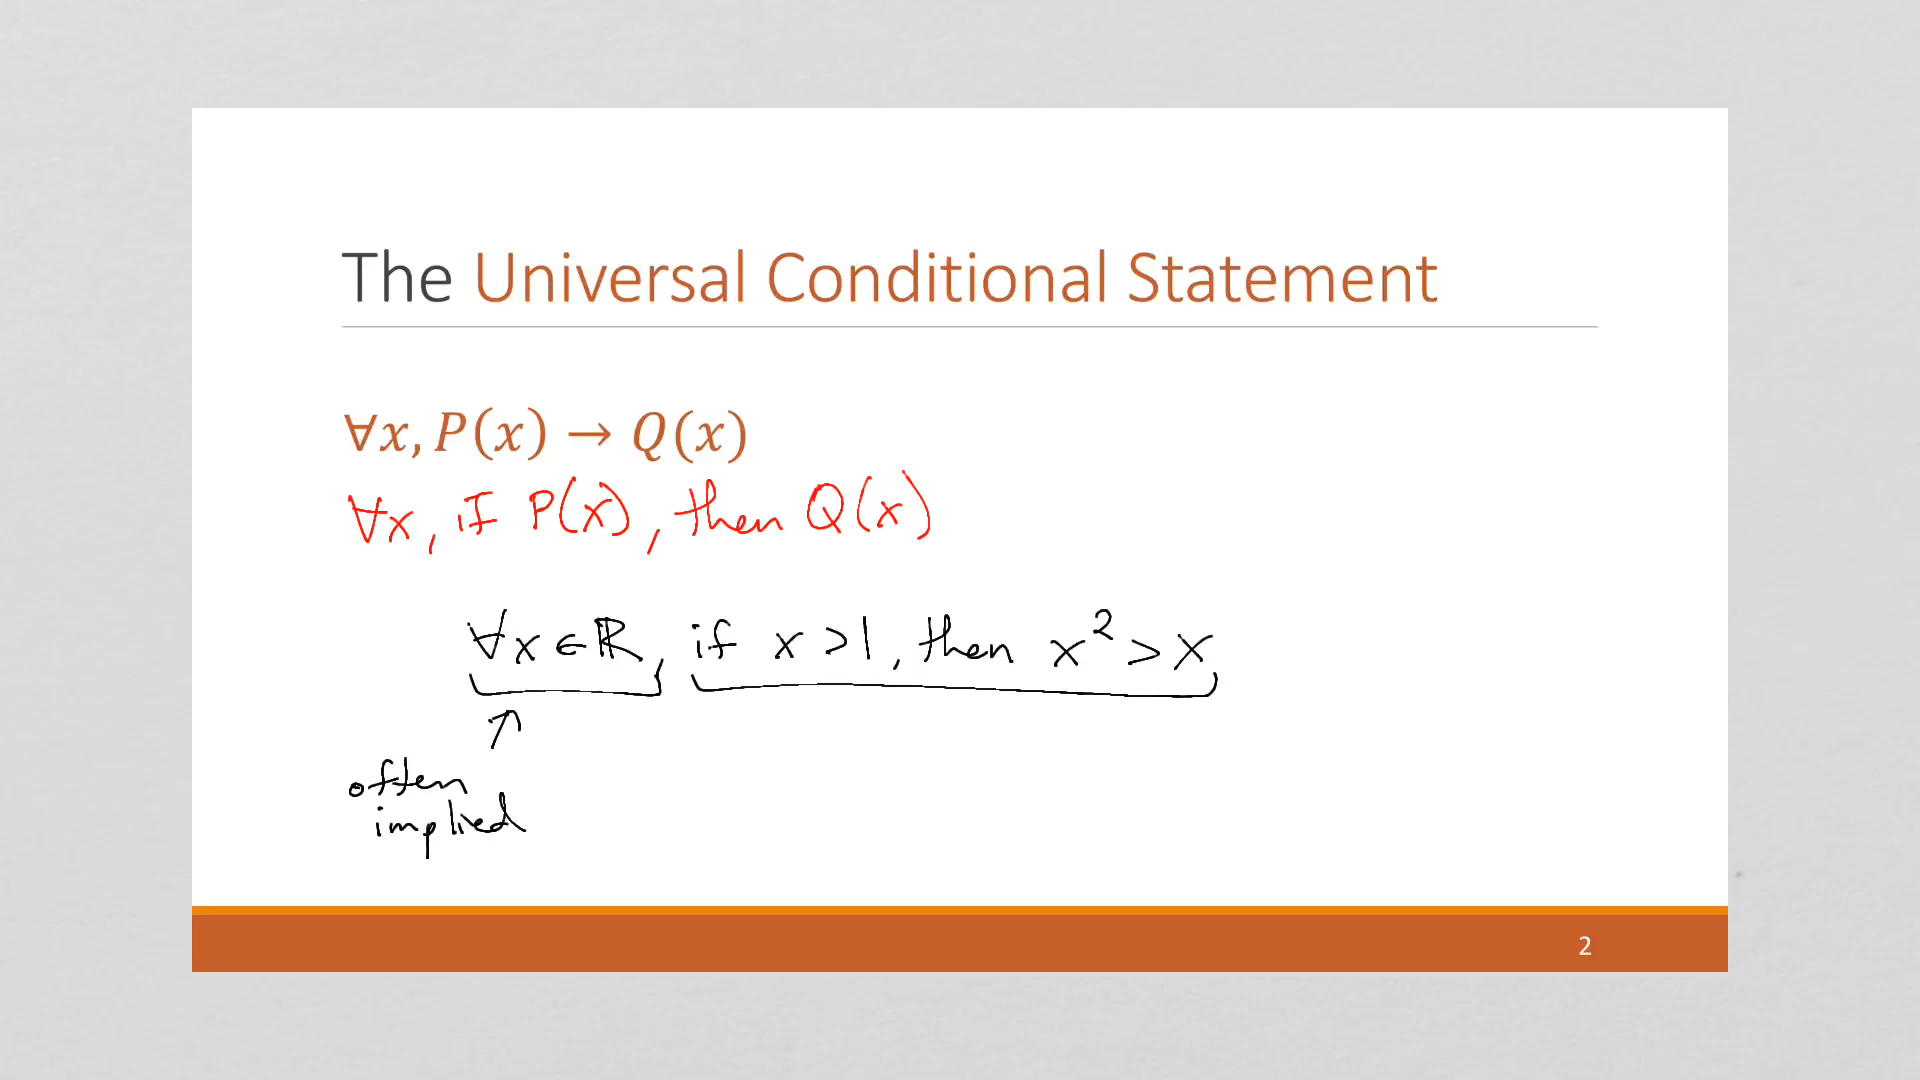 The Universal Conditional Statement
∀x, P(x) → Q(x)
∀x, if P(x), then Q(x)
∀x ∈ ℝ, if x > 1, then x² > x
↑
often
implied
2